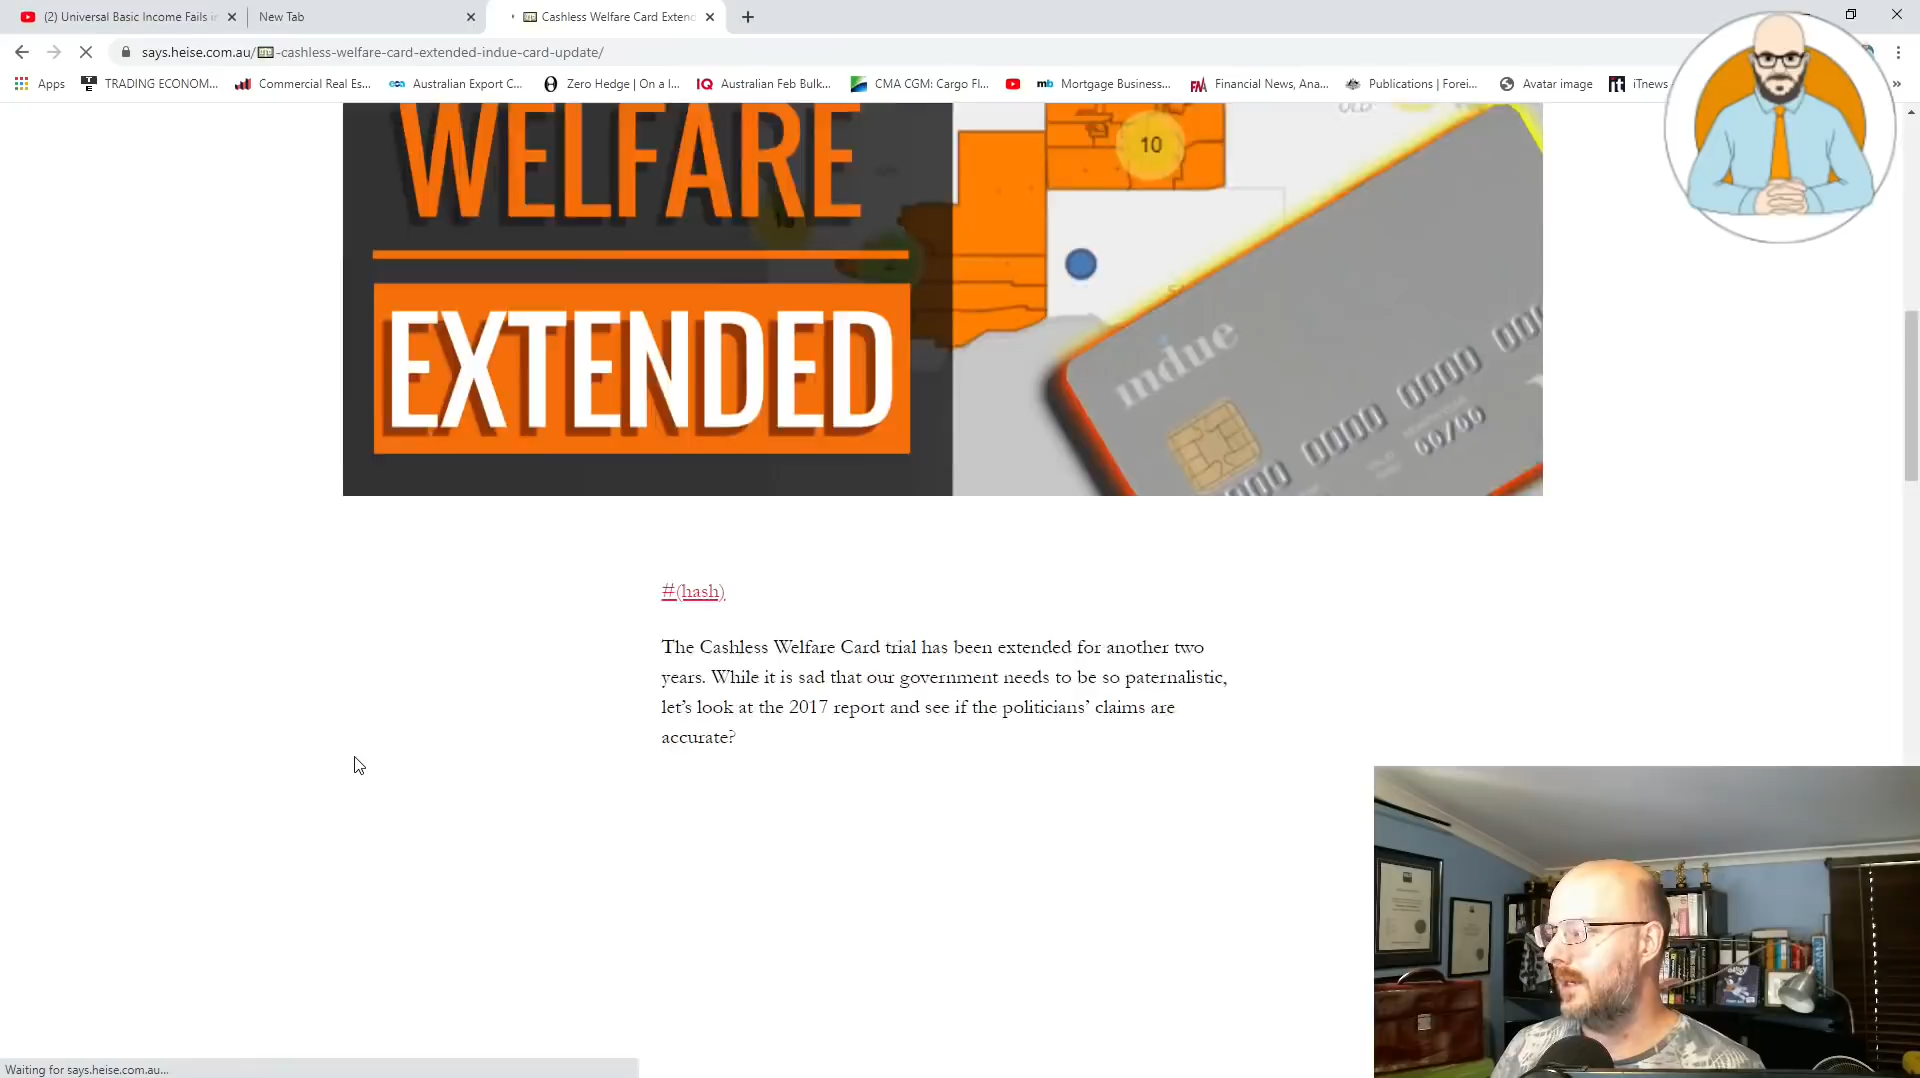 (2) Universal Basic Income Fails in
New Tab
Cashless Welfare Card Extend
says.heise.com.au/💵-cashless-welfare-card-extended-indue-card-update/
Apps
TRADING ECONOM...
Commercial Real Es...
Australian Export C...
Zero Hedge | On a l...
Australian Feb Bulk...
CMA CGM: Cargo Fl...
Mortgage Business...
Financial News, Ana...
Publications | Forei...
Avatar image
iTnews
WELFARE
EXTENDED
10
QLD
indue
0000 0000 000
00/00
#(hash)
The Cashless Welfare Card trial has been extended for another two
years. While it is sad that our government needs to be so paternalistic,
let's look at the 2017 report and see if the politicians' claims are
accurate?
Waiting for says.heise.com.au...